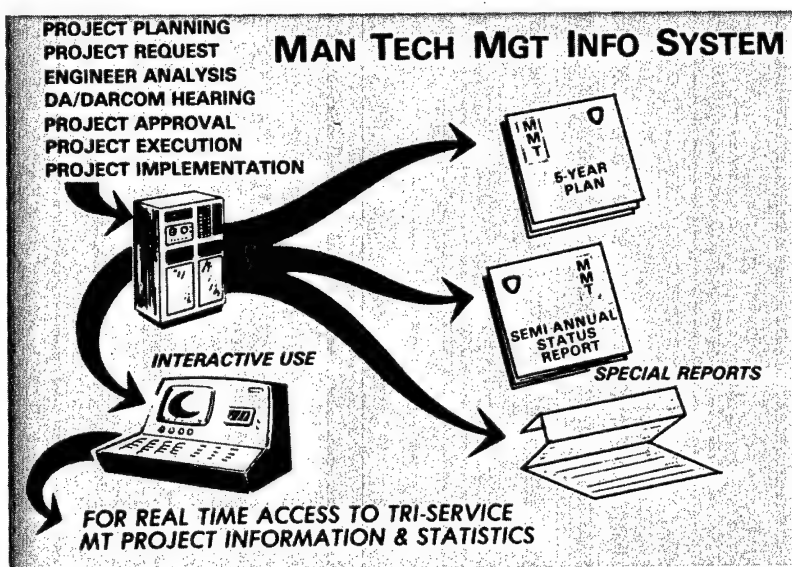 PROJECT PLANNING
PROJECT REQUEST
ENGINEER ANALYSIS
DA/DARCOM HEARING
PROJECT APPROVAL
PROJECT EXECUTION
PROJECT IMPLEMENTATION
MAN TECH MGT INFO SYSTEM
MMT
5-YEAR
PLAN
MMT
SEMI-ANNUAL
STATUS
REPORT
SPECIAL REPORTS
INTERACTIVE USE
FOR REAL TIME ACCESS TO TRI-SERVICE
MT PROJECT INFORMATION & STATISTICS